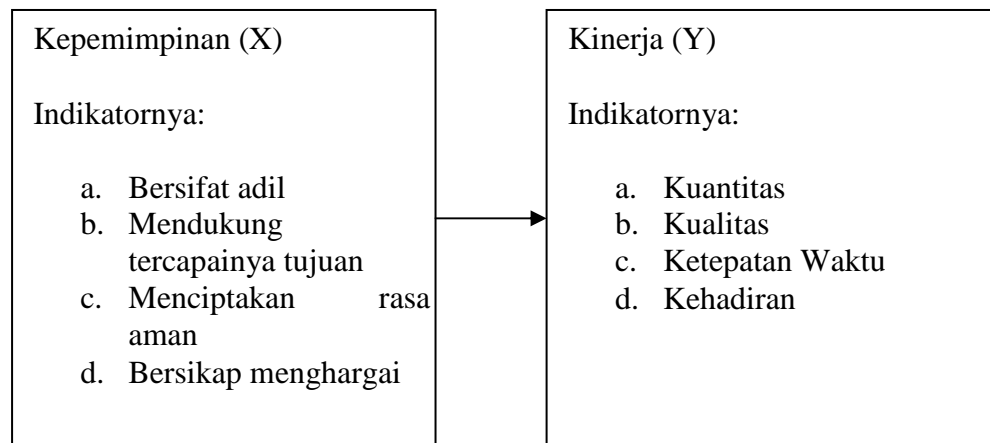 Kepemimpinan (X)
Indikatornya:
a. Bersifat adil
b. Mendukung
tercapainya tujuan
c. Menciptakan rasa
aman
d. Bersikap menghargai
Kinerja (Y)
Indikatornya:
a. Kuantitas
b. Kualitas
c. Ketepatan Waktu
d. Kehadiran